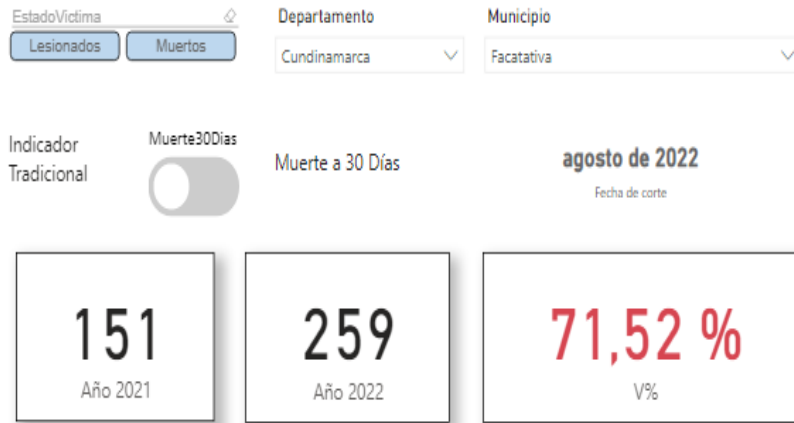 EstadoVictima
Lesionados Muertos
Departamento
Cundinamarca
Municipio
Facatativa
Indicador
Tradicional
Muerte30Dias
Muerte a 30 Días
agosto de 2022
Fecha de corte
151
Año 2021
259
Año 2022
71,52 %
V%